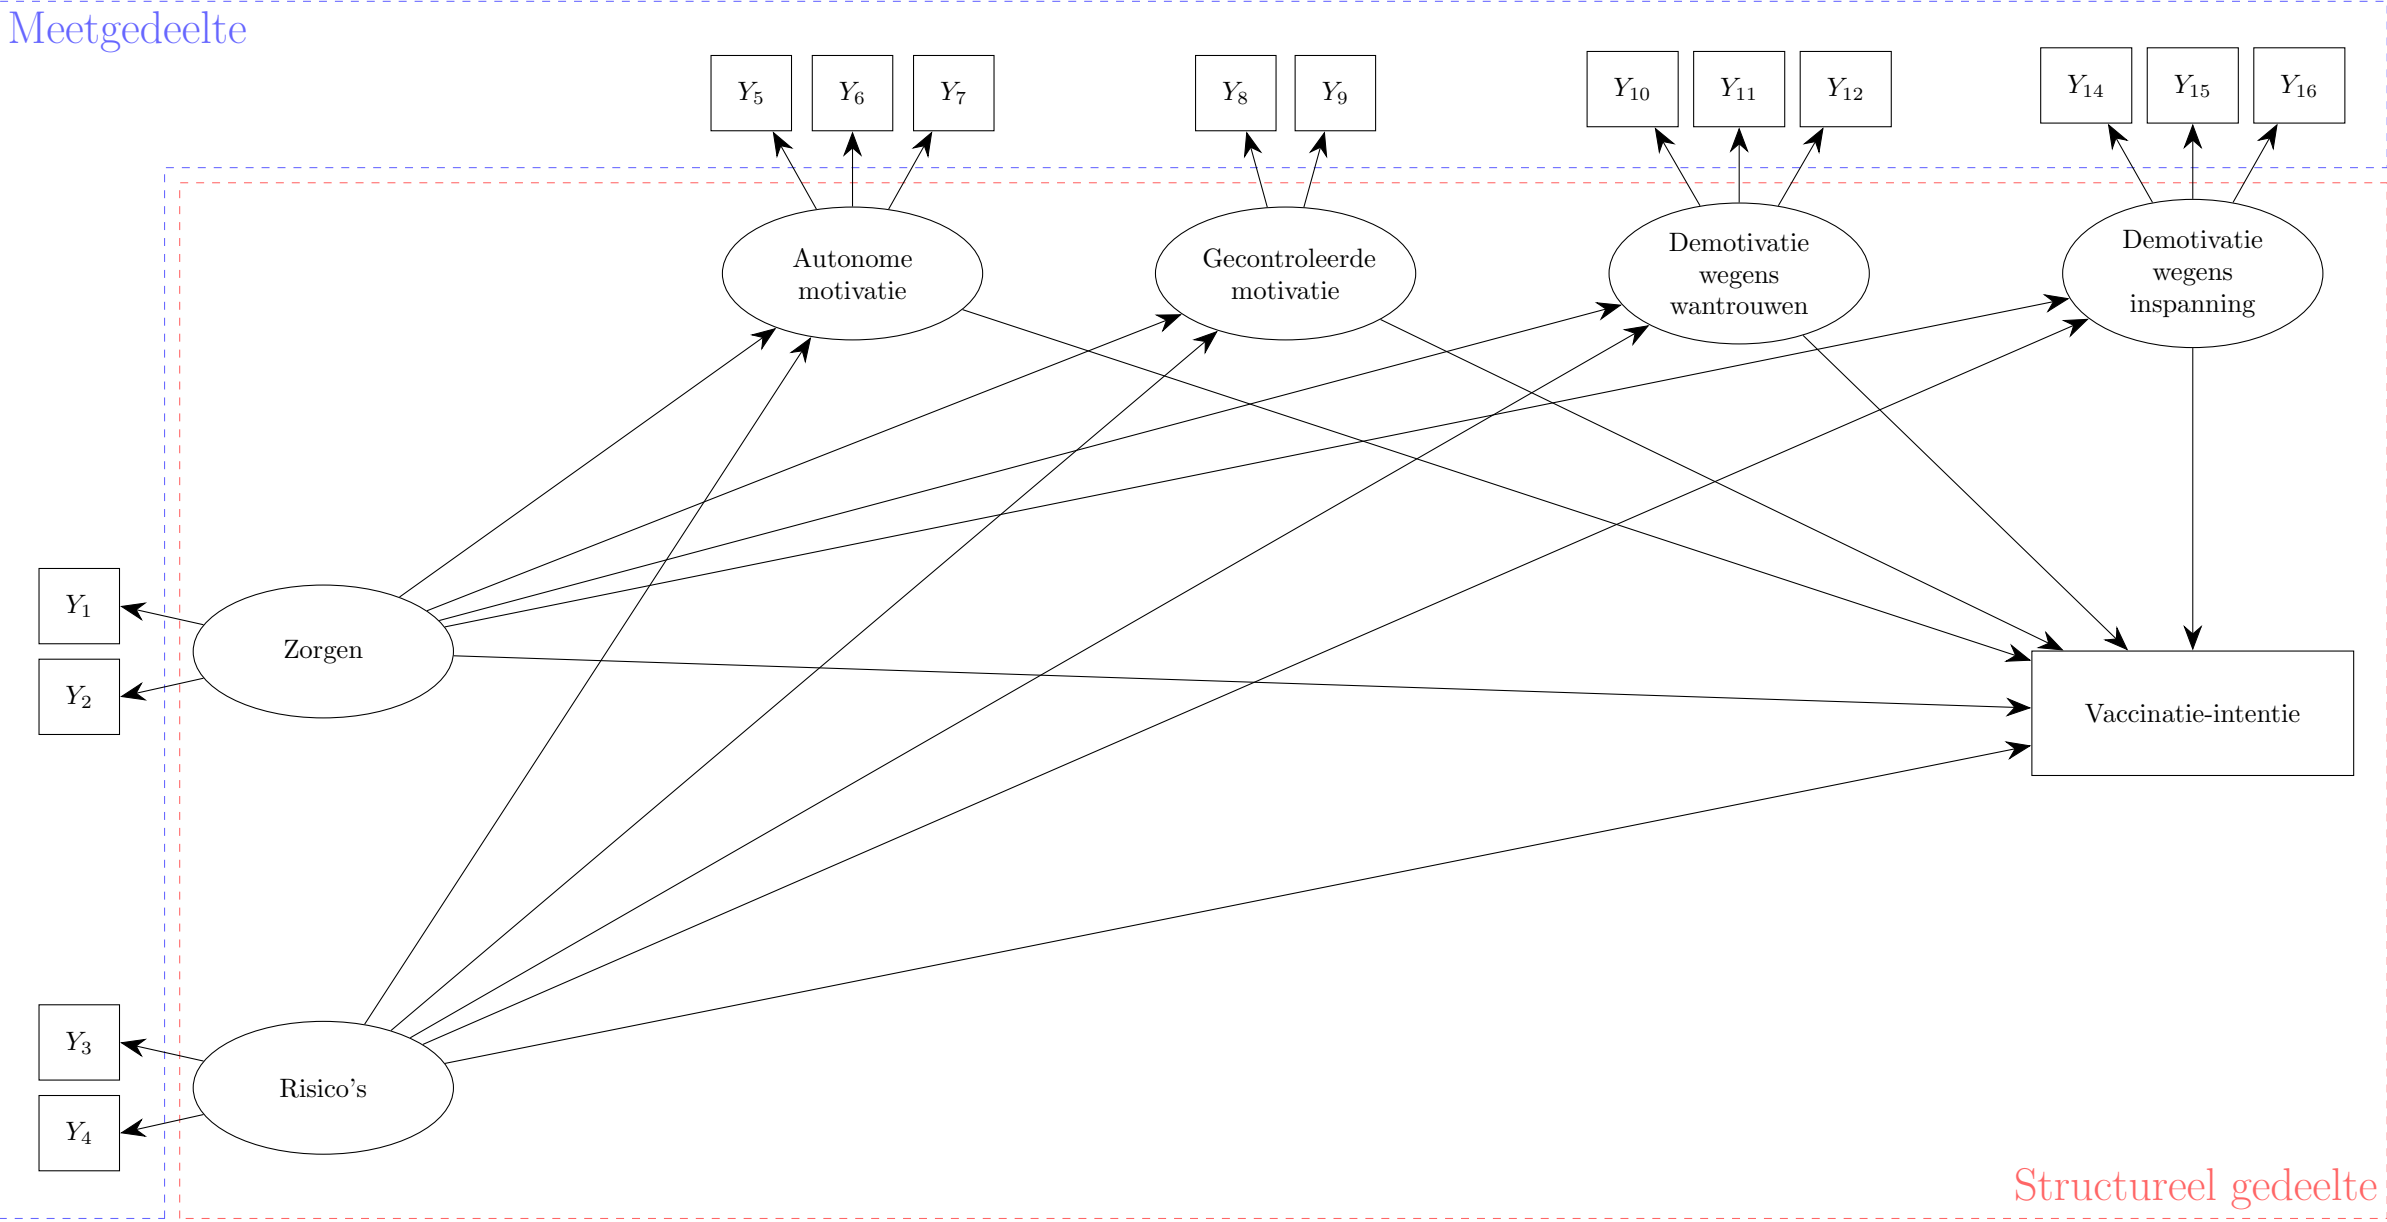 Meetgedeelte
Y5 Y6 Y7 Y8 Y9 Y10 Y11 Y12 Y14 Y15 Y16
Autonome
motivatie
Gecontroleerde
motivatie
Demotivatie
wegens
wantrouwen
Demotivatie
wegens
inspanning
Y1
Zorgen
Y2
Vaccinatie-intentie
Y3
Risico’s
Y4
Structureel gedeelte